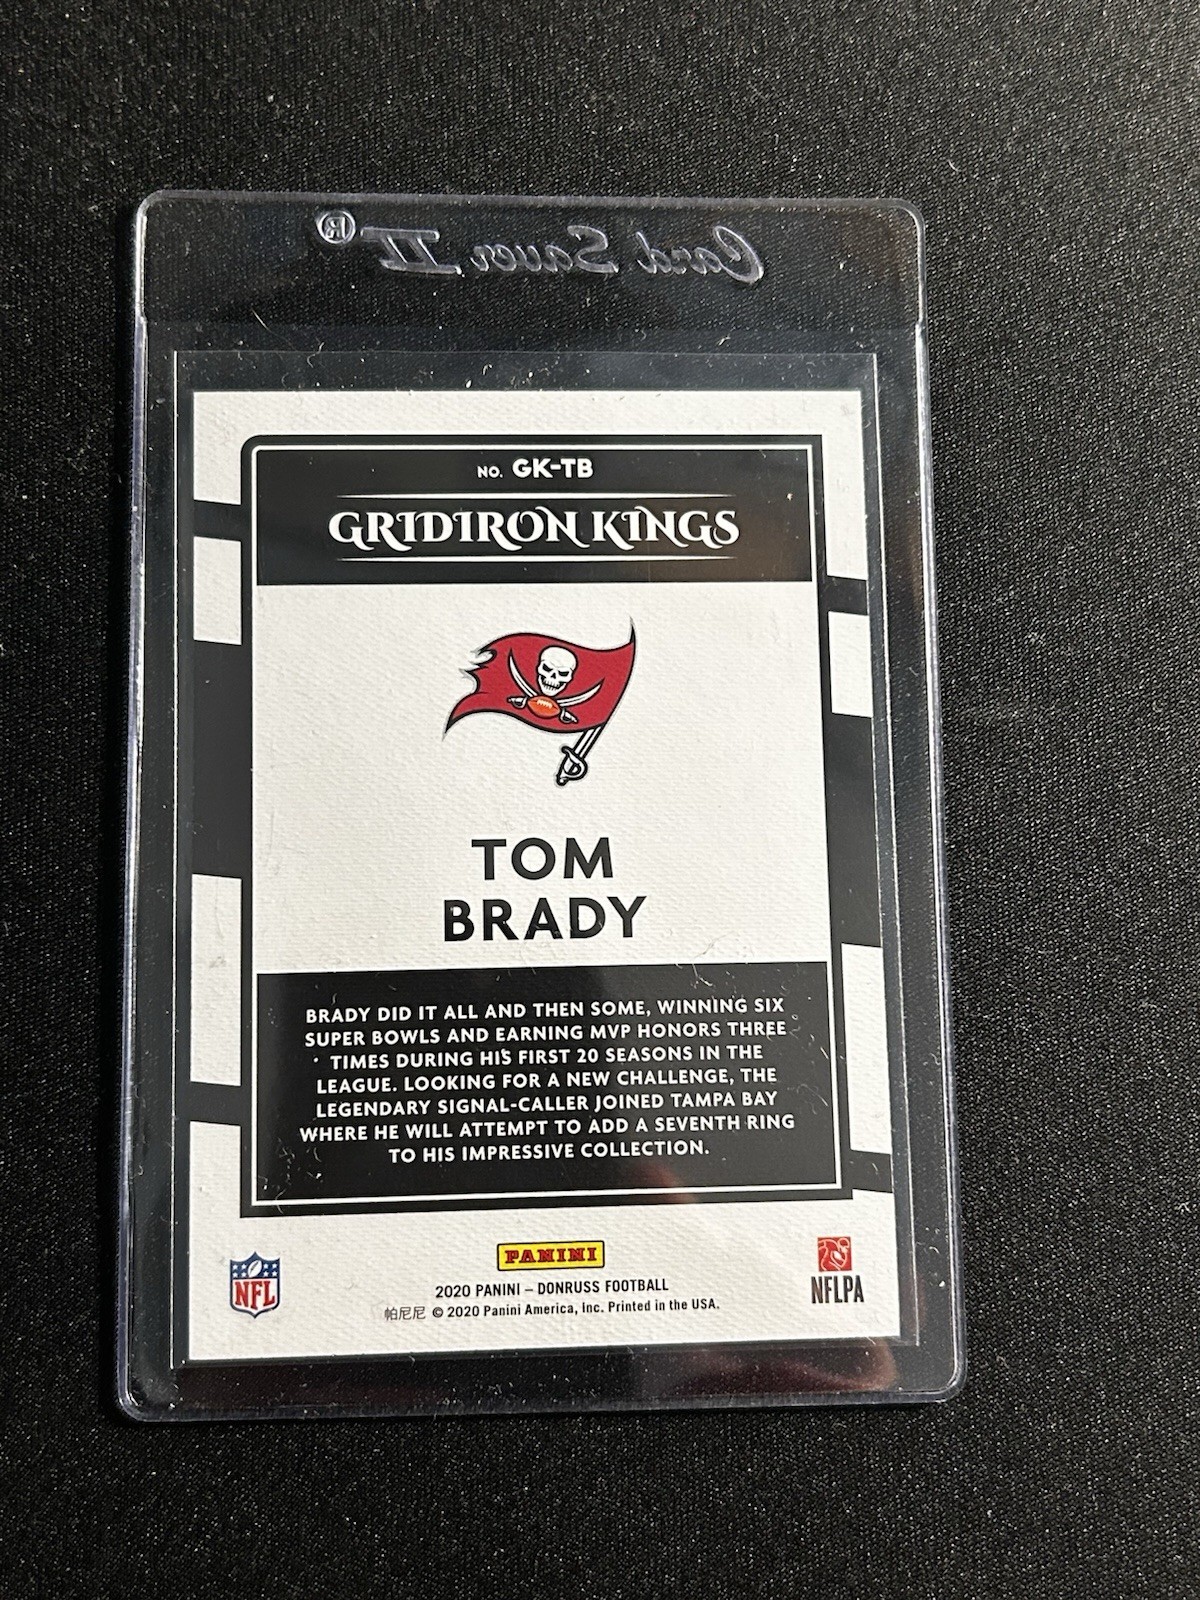 Card Saver II®
NO. GK-TB
GRIDIRON KINGS
TOM
BRADY
BRADY DID IT ALL AND THEN SOME, WINNING SIX
SUPER BOWLS AND EARNING MVP HONORS THREE
TIMES DURING HIS FIRST 20 SEASONS IN THE
LEAGUE. LOOKING FOR A NEW CHALLENGE, THE
LEGENDARY SIGNAL-CALLER JOINED TAMPA BAY
WHERE HE WILL ATTEMPT TO ADD A SEVENTH RING
TO HIS IMPRESSIVE COLLECTION.
NFL
PANINI
NFLPA
2020 PANINI – DONRUSS FOOTBALL
帕尼尼 © 2020 Panini America, Inc. Printed in the USA.